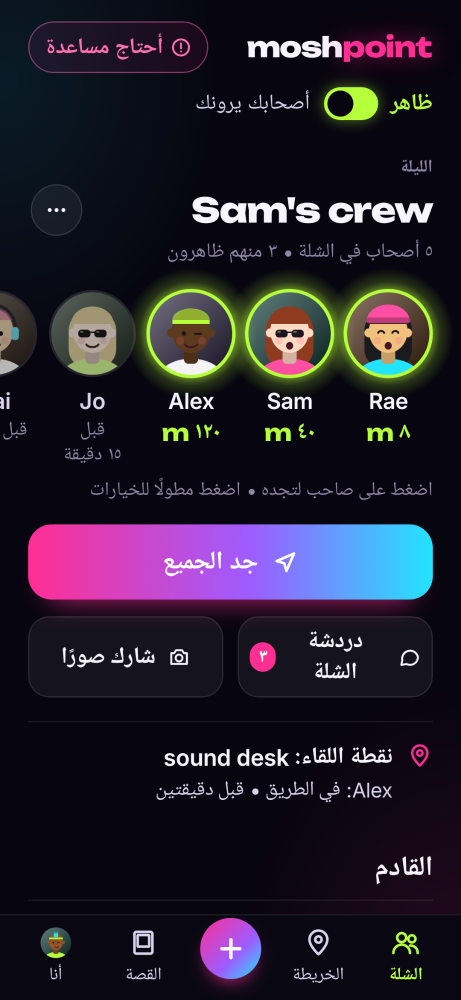 moshpoint
أحتاج مساعدة
ظاهر
أصحابك يرونك
الليلة
Sam's crew
٥ أصحاب في الشلة • ٣ منهم ظاهرون
Rae
٨ m
Sam
٤٠ m
Alex
١٢٠ m
Jo
قبل
١٥ دقيقة
ai
قبل
اضغط على صاحب لتجده • اضغط مطولًا للخيارات
جد الجميع
دردشة
الشلة
٣
شارك صورًا
نقطة اللقاء: sound desk
Alex: في الطريق • قبل دقيقتين
القادم
الشلة
الخريطة
القصة
أنا